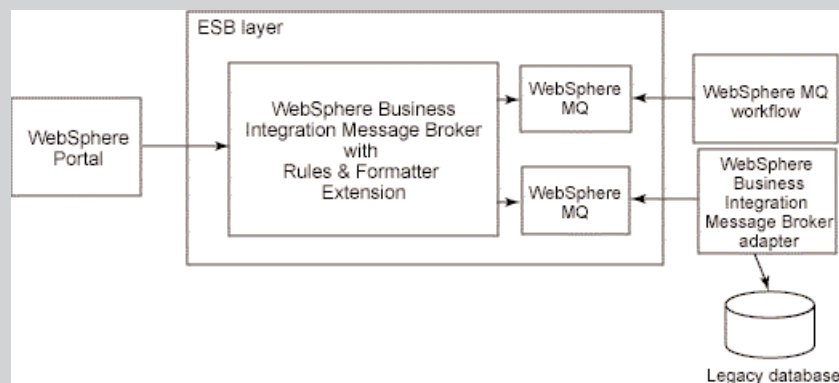 ESB layer
WebSphere
Portal
WebSphere Business
Integration Message Broker
with
Rules & Formatter
Extension
WebSphere
MQ
WebSphere
MQ
WebSphere MQ
workflow
WebSphere
Business
Integration
Message Broker
adapter
Legacy database